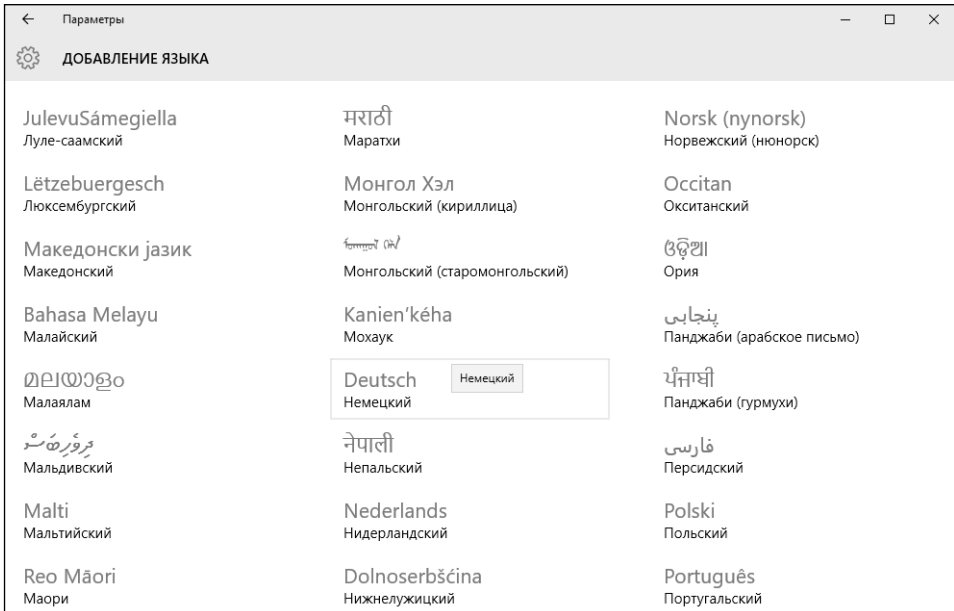 Параметры
ДОБАВЛЕНИЕ ЯЗЫКА
JulevuSámegiella
Луле-саамский
Lëtzebuergesch
Люксембургский
Македонски јазик
Македонский
Bahasa Melayu
Малайский
മലയാളം
Малаялам
ދިވެހިބަސް
Мальдивский
Malti
Мальтийский
Reo Māori
Маори
मराठी
Маратхи
Монгол Хэл
Монгольский (кириллица)
Монгольский (старомонгольский)
Kanien’kéha
Мохаук
Deutsch
Немецкий
Немецкий
नेपाली
Непальский
Nederlands
Нидерландский
Dolnoserbšćina
Нижнелужицкий
Norsk (nynorsk)
Норвежский (нюнорск)
Occitan
Окситанский
ଓଡ଼ିଆ
Ория
پنجابی
Панджаби (арабское письмо)
ਪੰਜਾਬੀ
Панджаби (гурмухи)
فارسی
Персидский
Polski
Польский
Português
Португальский